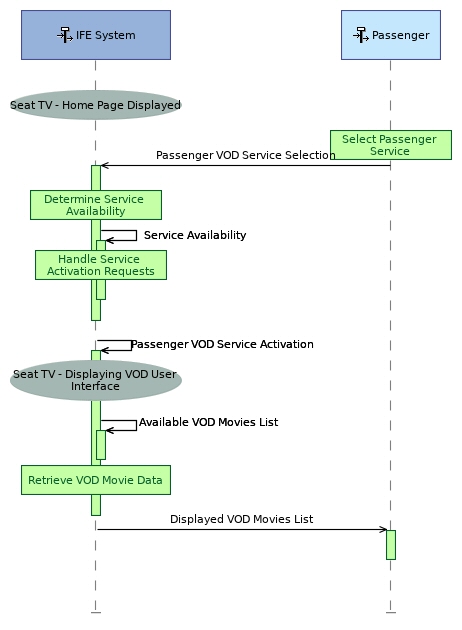 IFE System
Passenger
Seat TV - Home Page Displayed
Select Passenger
Service
Passenger VOD Service Selection
Determine Service
Availability
Service Availability
Handle Service
Activation Requests
Passenger VOD Service Activation
Seat TV - Displaying VOD User
Interface
Available VOD Movies List
Retrieve VOD Movie Data
Displayed VOD Movies List